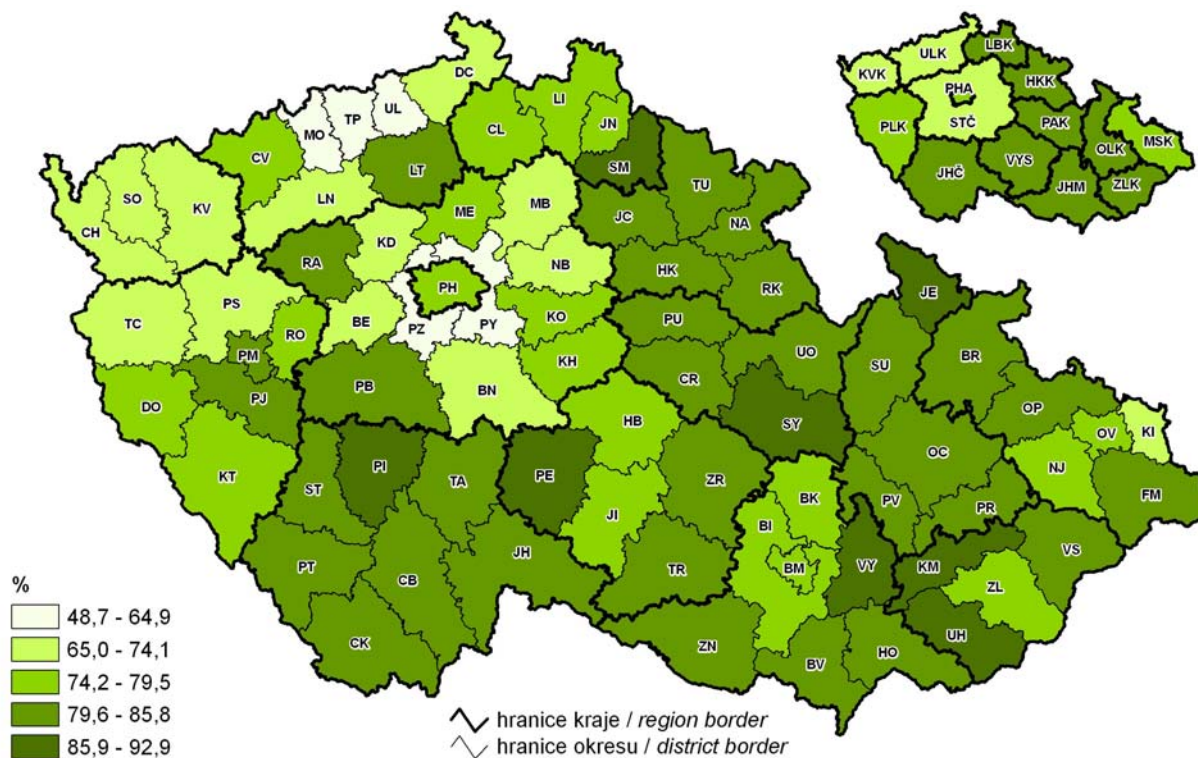 DC
LI
JN
CL
UL
TP
MO
CV
LT
SM
TU
LN
SO
KV
CH
ME
MB
JC
NA
RA
KD
NB
HK
RK
PH
TC
PS
RO
BE
PZ
PY
KO
PU
UO
PM
KH
CR
PB
BN
DO
PJ
HB
SY
KT
ST
PI
TA
PE
ZR
JI
BK
BI
BM
PT
CB
JH
TR
VY
CK
ZN
BV
HO
JE
SU
BR
OP
OV
KI
OC
NJ
FM
PV
PR
VS
KM
ZL
UH
ULK
LBK
KVK
HKK
PHA
STČ
PAK
PLK
MSK
OLK
VYS
JHČ
JHM
ZLK
%
48,7 - 64,9
65,0 - 74,1
74,2 - 79,5
79,6 - 85,8
85,9 - 92,9
hranice kraje / region border
hranice okresu / district border